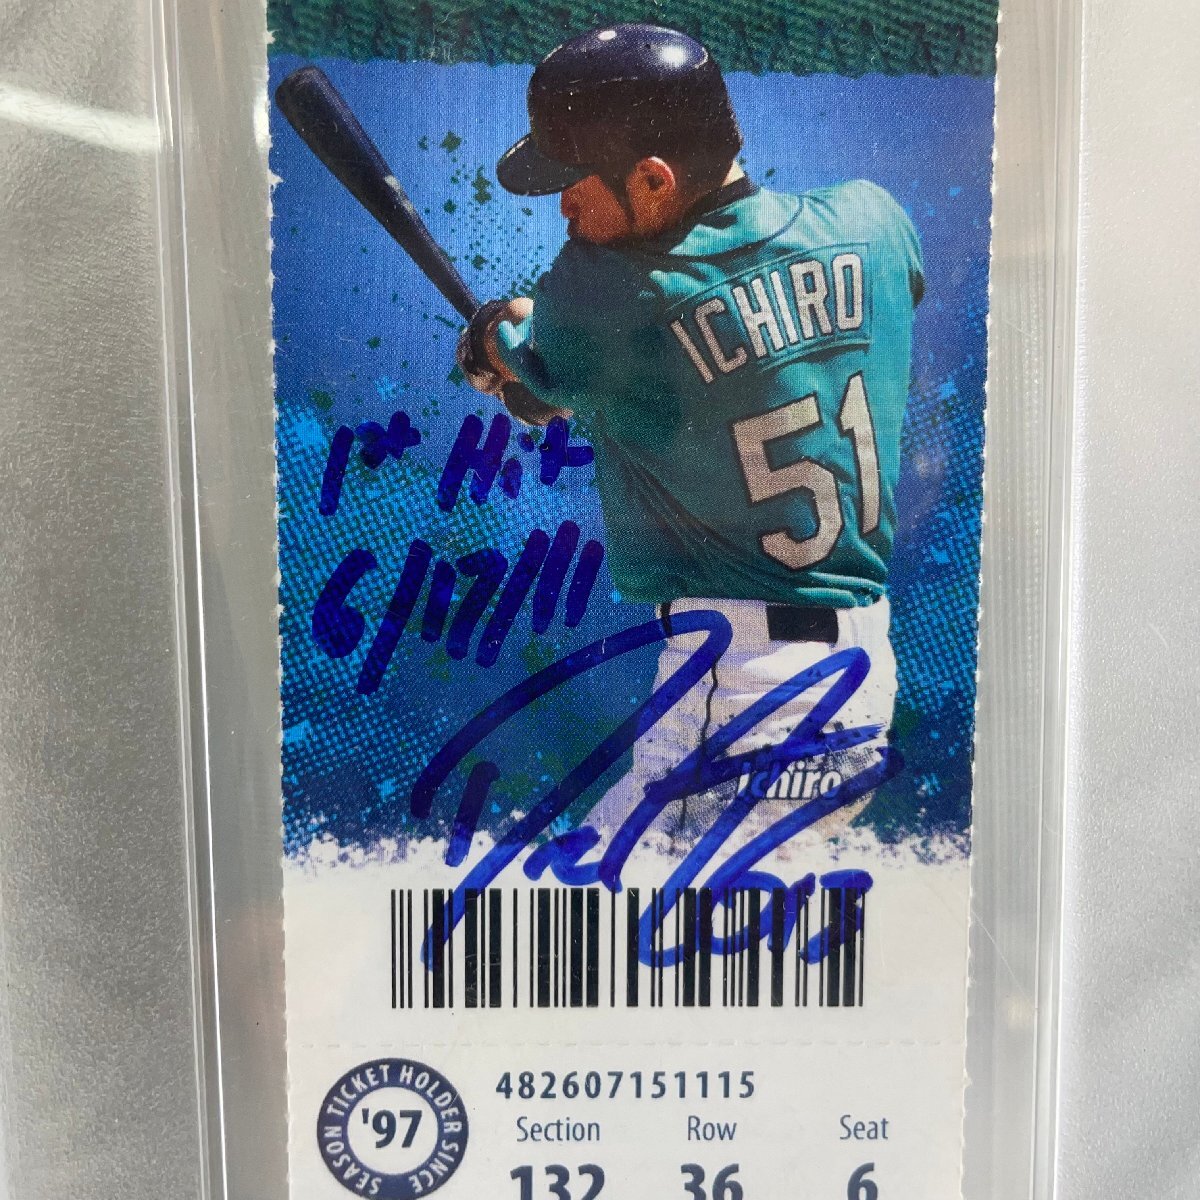 ICHIRO
51
1st Hit
6/17/11
Ichiro
482607151115
SEASON TICKET HOLDER SINCE
'97
Section Row Seat
132 36 6